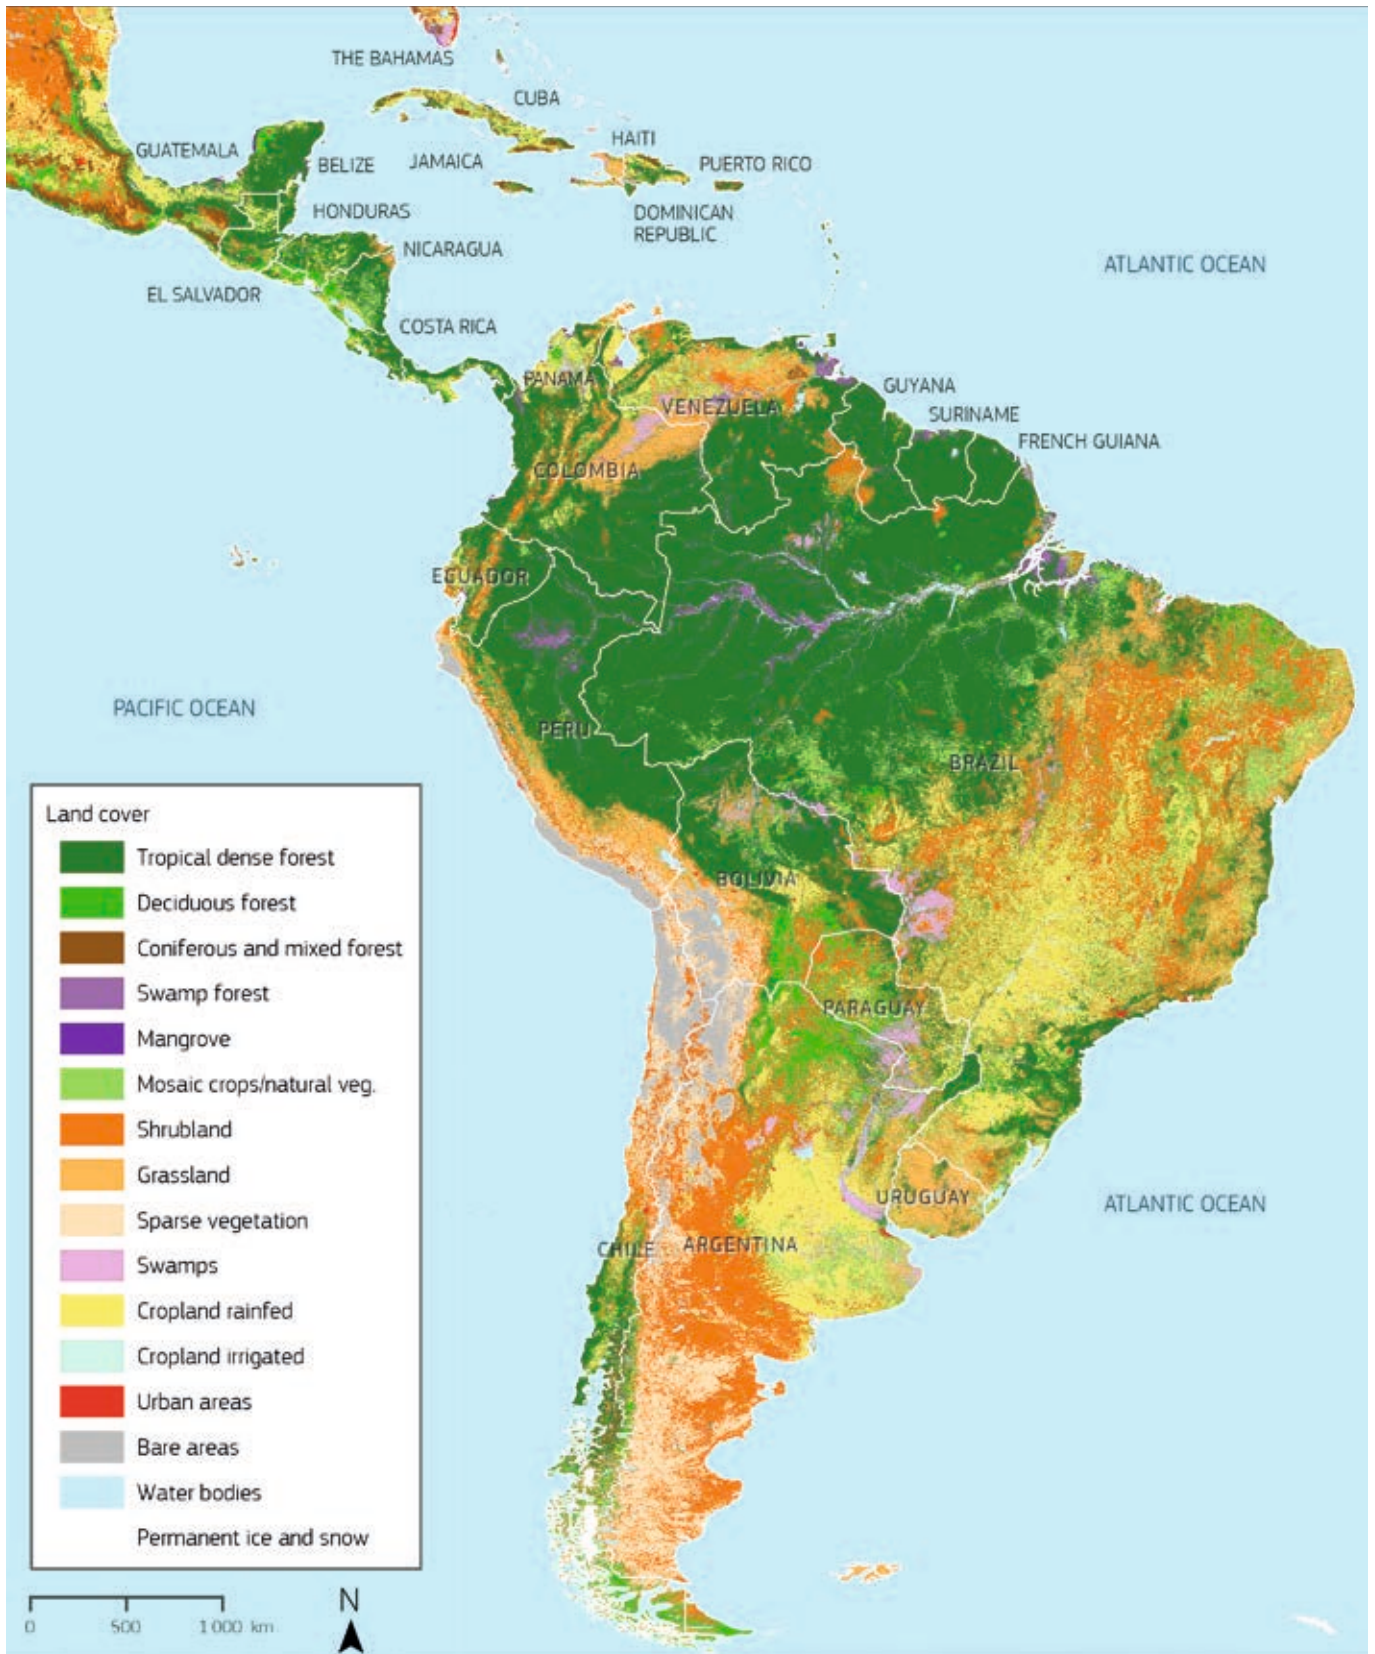 THE BAHAMAS
CUBA
HAITI
GUATEMALA
BELIZE
JAMAICA
PUERTO RICO
HONDURAS
DOMINICAN
REPUBLIC
NICARAGUA
ATLANTIC OCEAN
EL SALVADOR
COSTA RICA
PANAMA
GUYANA
VENEZUELA
SURINAME
FRENCH GUIANA
COLOMBIA
ECUADOR
PACIFIC OCEAN
PERU
BRAZIL
BOLIVIA
PARAGUAY
URUGUAY
ATLANTIC OCEAN
CHILE
ARGENTINA
Land cover
Tropical dense forest
Deciduous forest
Coniferous and mixed forest
Swamp forest
Mangrove
Mosaic crops/natural veg.
Shrubland
Grassland
Sparse vegetation
Swamps
Cropland rainfed
Cropland irrigated
Urban areas
Bare areas
Water bodies
Permanent ice and snow
0 500 1 000 km
N